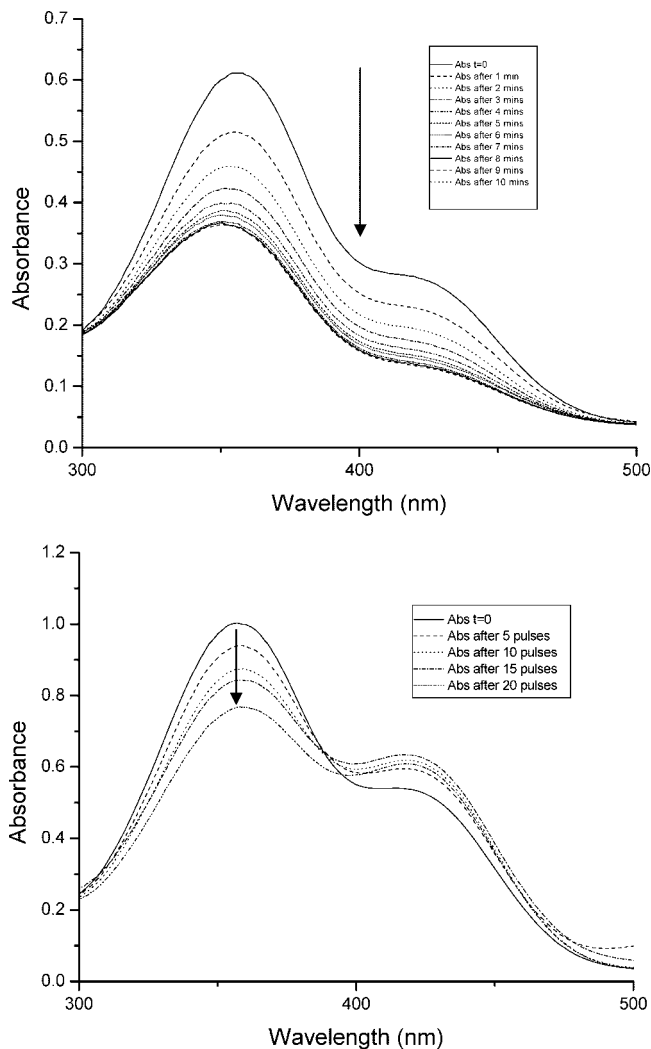 0.7
0.6
0.5
0.4
0.3
0.2
0.1
0.0
Absorbance
Abs t=0
Abs after 1 min
Abs after 2 mins
Abs after 3 mins
Abs after 4 mins
Abs after 5 mins
Abs after 6 mins
Abs after 7 mins
Abs after 8 mins
Abs after 9 mins
Abs after 10 mins
300
400
500
Wavelength (nm)
1.2
1.0
0.8
0.6
0.4
0.2
0.0
Absorbance
Abs t=0
Abs after 5 pulses
Abs after 10 pulses
Abs after 15 pulses
Abs after 20 pulses
300
400
500
Wavelength (nm)